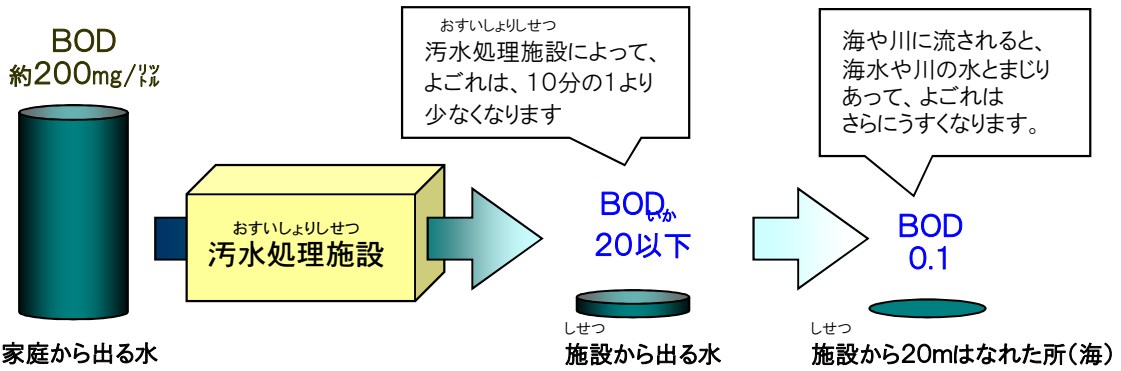 BOD
約200mg/㍑
家庭から出る水
おすいしょりしせつ
汚水処理施設
おすいしょりしせつ
汚水処理施設によって、
よごれは、10分の1より
少なくなります
BOD
いか
20以下
しせつ
施設から出る水
海や川に流されると、
海水や川の水とまじり
あって、よごれは
さらにうすくなります。
BOD
0.1
しせつ
施設から20mはなれた所(海)